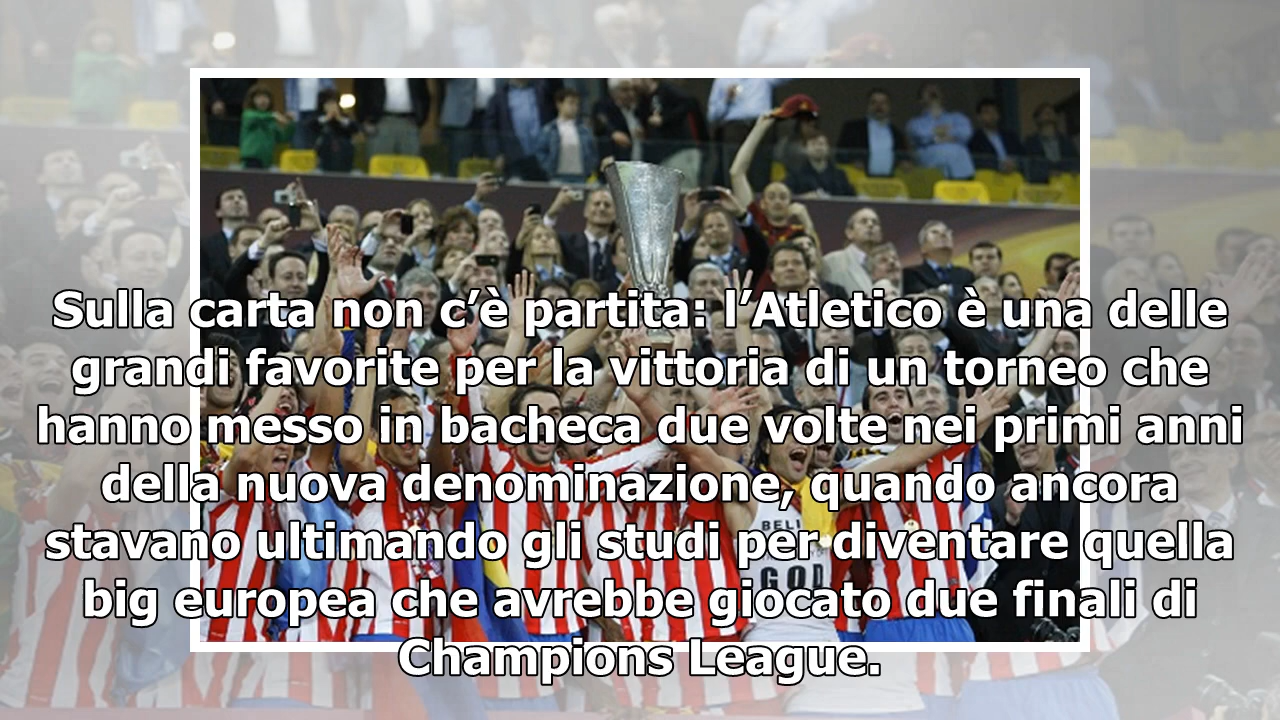 Sulla carta non c’è partita: l’Atletico è una delle
grandi favorite per la vittoria di un torneo che
hanno messo in bacheca due volte nei primi anni
della nuova denominazione, quando ancora
stavano ultimando gli studi per diventare quella
big europea che avrebbe giocato due finali di
Champions League.
GOD